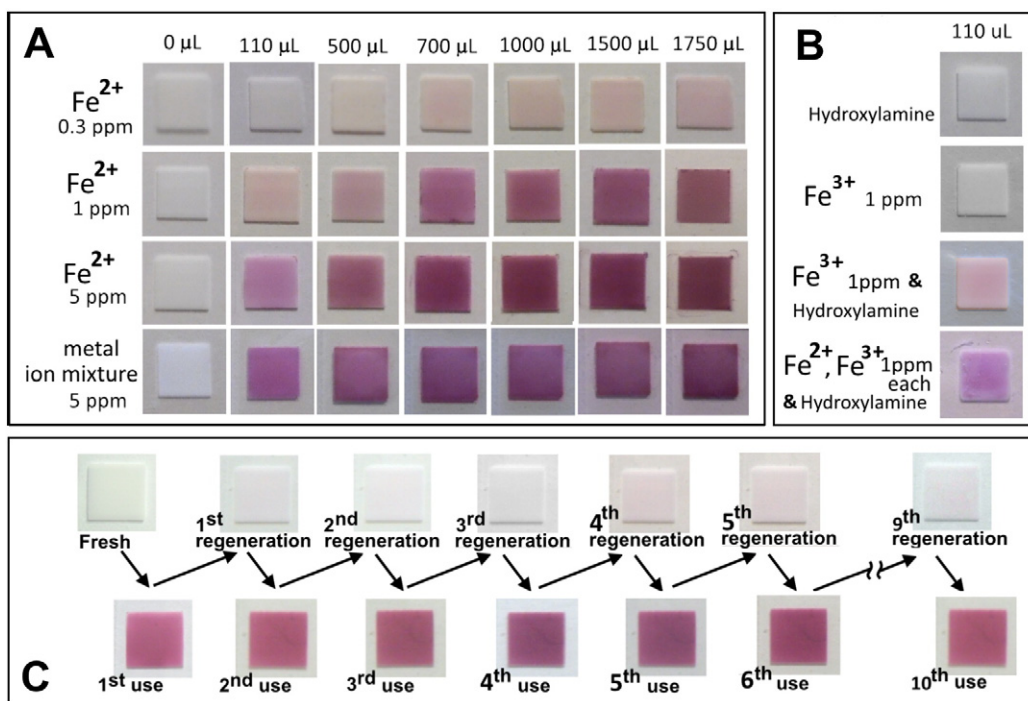 A
0 µL 110 µL 500 µL 700 µL 1000 µL 1500 µL 1750 uL
Fe2+
0.3 ppm
Fe2+
1 ppm
Fe2+
5 ppm
metal
ion mixture
5 ppm
B
110 uL
Hydroxylamine
Fe3+ 1 ppm
Fe3+ 1ppm &
Hydroxylamine
Fe2+, Fe3+ 1ppm
each
& Hydroxylamine
Fresh
1st regeneration
2nd regeneration
3rd regeneration
4th regeneration
5th regeneration
9th regeneration
C
1st use
2nd use
3rd use
4th use
5th use
6th use
10th use